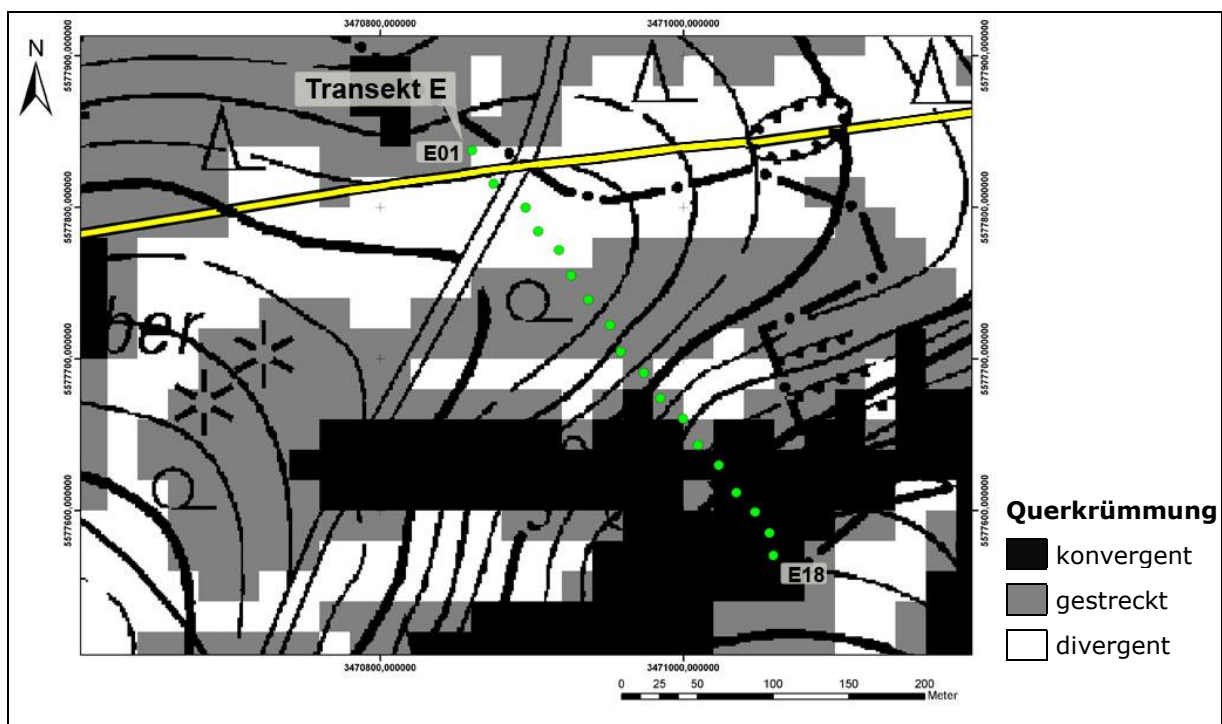 3470800,000000 3471000,000000
N
5577900,000000 5577900,000000
Transekt E
E01
5577800,000000 5577800,000000
ber
5577700,000000 5577700,000000
5577600,000000 5577600,000000
E18
3470800,000000 3471000,000000
0 25 50 100 150 200
Meter
Querkrümmung
konvergent
gestreckt
divergent